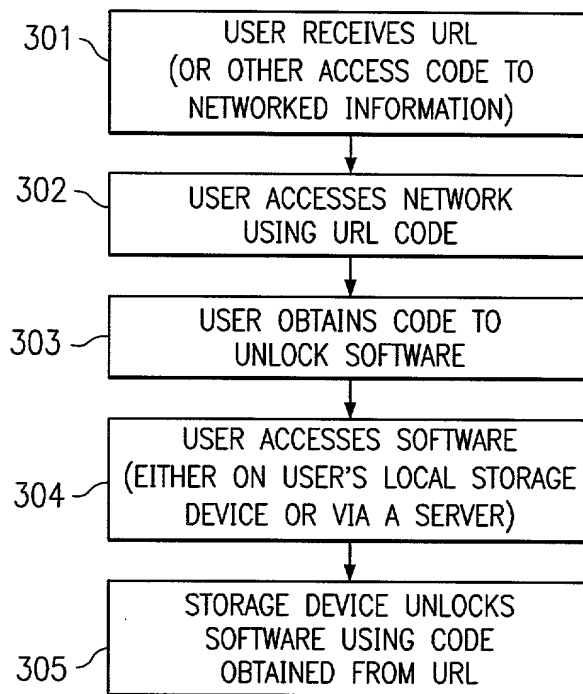 301
USER RECEIVES URL
(OR OTHER ACCESS CODE TO
NETWORKED INFORMATION)
302
USER ACCESSES NETWORK
USING URL CODE
303
USER OBTAINS CODE TO
UNLOCK SOFTWARE
304
USER ACCESSES SOFTWARE
(EITHER ON USER'S LOCAL STORAGE
DEVICE OR VIA A SERVER)
305
STORAGE DEVICE UNLOCKS
SOFTWARE USING CODE
OBTAINED FROM URL